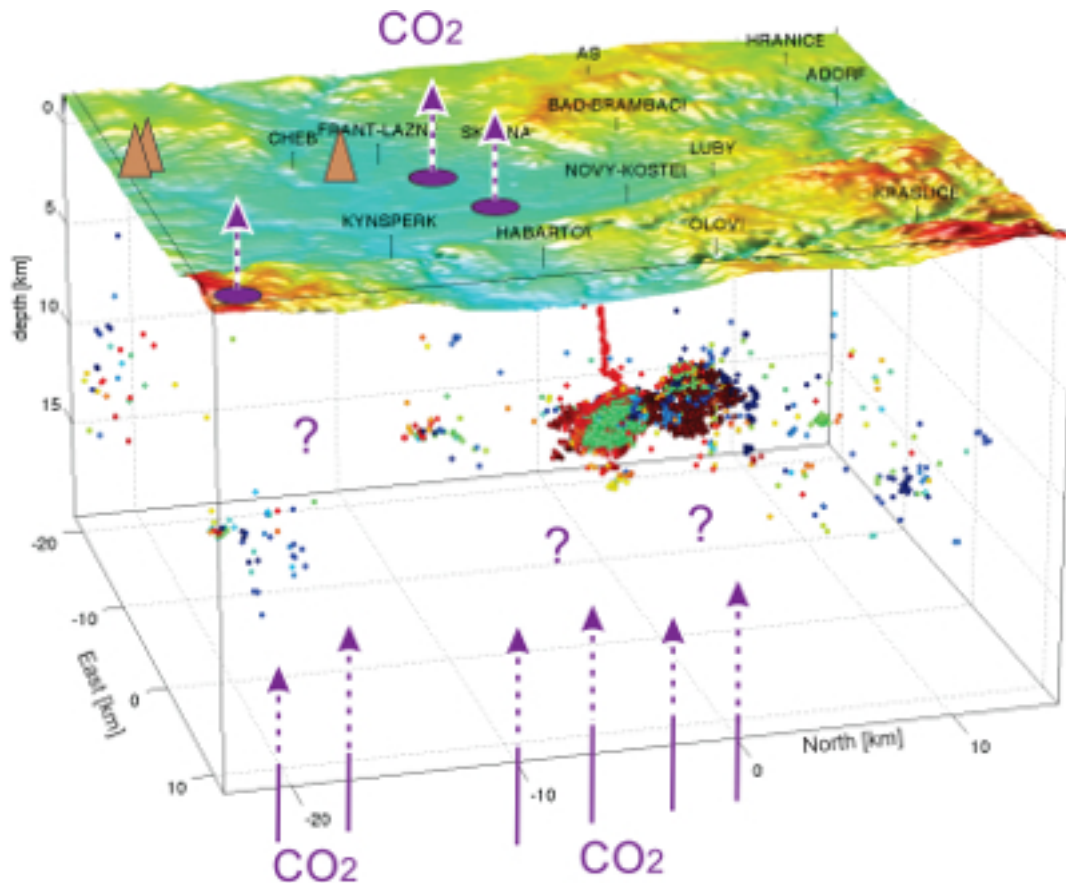 CO2
HRANICE
AS
ADORF
BAD-BRAMBACI
FRANT-LAZN
CHEB
LUBY
NOVY-KOSTEL
KRASLICE
KYNSPERK
HABARTOV
OLOVI
0
5
10
15
depth [km]
?
?
?
-20
-10
0
10
East [km]
-20
-10
0
10
North [km]
CO2
CO2